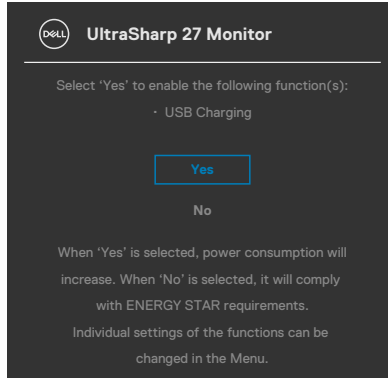 DELL UltraSharp 27 Monitor
Select ‘Yes’ to enable the following function(s):
· USB Charging
Yes
No
When ‘Yes’ is selected, power consumption will
increase. When ‘No’ is selected, it will comply
with ENERGY STAR requirements.
Individual settings of the functions can be
changed in the Menu.